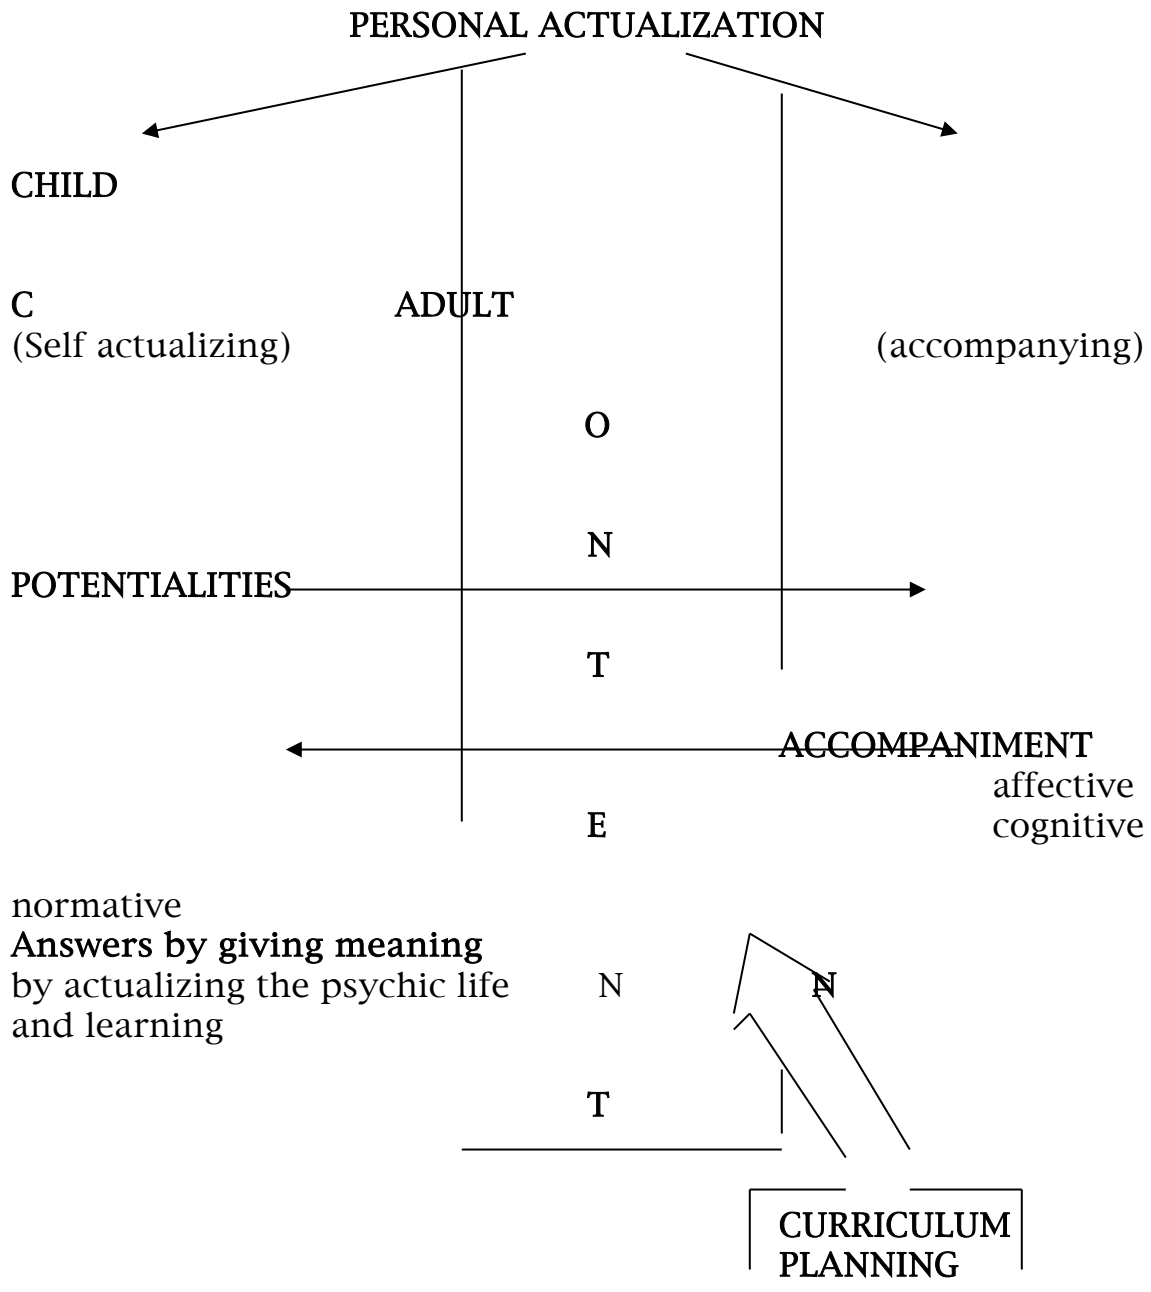 PERSONAL ACTUALIZATION
CHILD
C ADULT
(Self actualizing) (accompanying)
O
N
POTENTIALITIES
T
ACCOMPANIMENT
affective
E cognitive
normative
Answers by giving meaning
by actualizing the psychic life N N
and learning
T
CURRICULUM
PLANNING